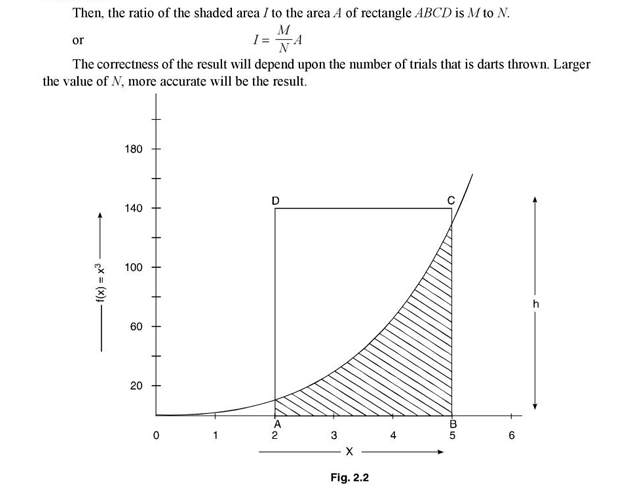 Then, the ratio of the shaded area I to the area A of rectangle ABCD is M to N.
or I = M/N A
The correctness of the result will depend upon the number of trials that is darts thrown. Larger
the value of N, more accurate will be the result.
180
D C
140
100
f(x) = x³
h
60
20
A B
0 1 2 3 4 5 6
X
Fig. 2.2